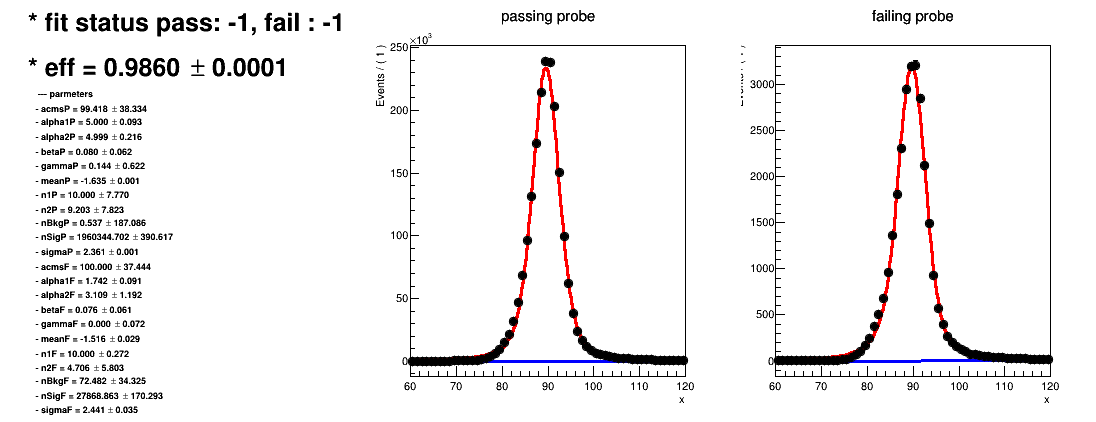 * fit status pass: -1, fail : -1
* eff = 0.9860 ± 0.0001
--- parmeters
- acmsP = 99.418 ± 38.334
- alpha1P = 5.000 ± 0.093
- alpha2P = 4.999 ± 0.216
- betaP = 0.080 ± 0.062
- gammaP = 0.144 ± 0.622
- meanP = -1.635 ± 0.001
- n1P = 10.000 ± 7.770
- n2P = 9.203 ± 7.823
- nBkgP = 0.537 ± 187.086
- nSigP = 1960344.702 ± 390.617
- sigmaP = 2.361 ± 0.001
- acmsF = 100.000 ± 37.444
- alpha1F = 1.742 ± 0.091
- alpha2F = 3.109 ± 1.192
- betaF = 0.076 ± 0.061
- gammaF = 0.000 ± 0.072
- meanF = -1.516 ± 0.029
- n1F = 10.000 ± 0.272
- n2F = 4.706 ± 5.803
- nBkgF = 72.482 ± 34.325
- nSigF = 27868.863 ± 170.293
- sigmaF = 2.441 ± 0.035
passing probe
×10³
Events / ( 1 )
250
200
150
100
50
0
60 70 80 90 100 110 120
x
failing probe
Events / ( 1 )
3000
2500
2000
1500
1000
500
0
60 70 80 90 100 110 120
x